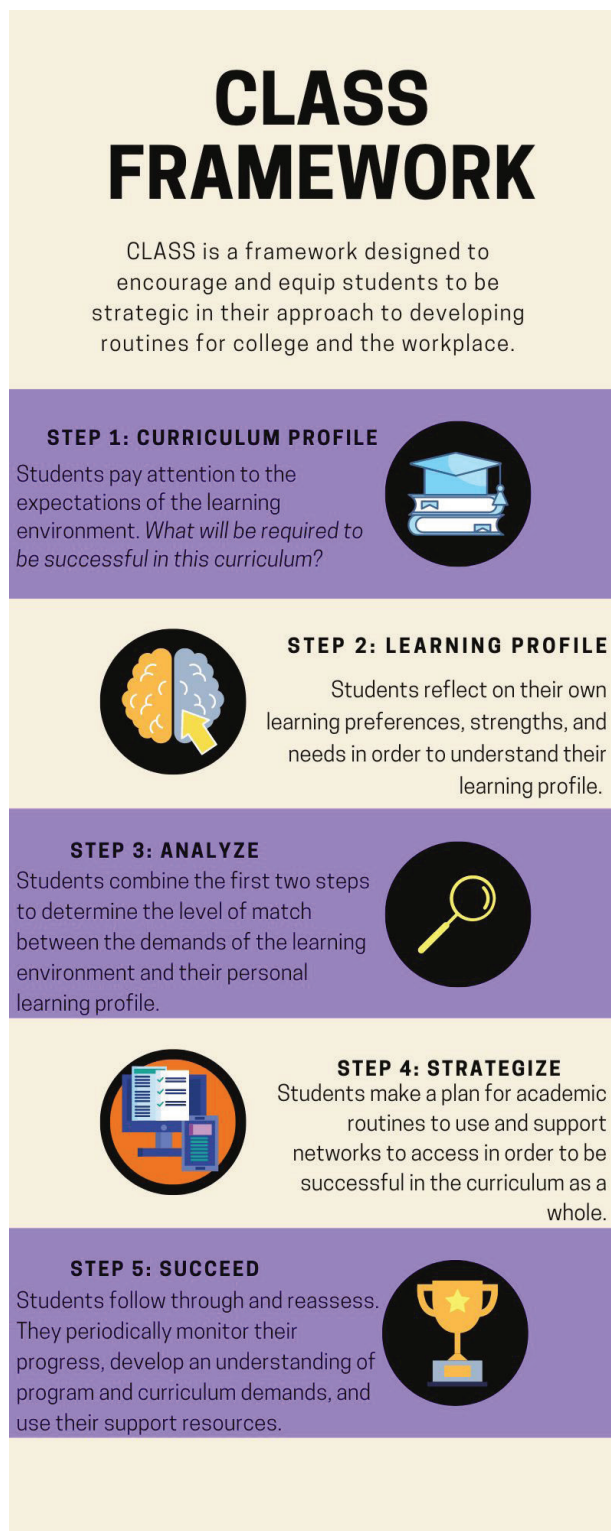 CLASS
FRAMEWORK
CLASS is a framework designed to
encourage and equip students to be
strategic in their approach to developing
routines for college and the workplace.
STEP 1: CURRICULUM PROFILE
Students pay attention to the
expectations of the learning
environment. What will be required to
be successful in this curriculum?
STEP 2: LEARNING PROFILE
Students reflect on their own
learning preferences, strengths, and
needs in order to understand their
learning profile.
STEP 3: ANALYZE
Students combine the first two steps
to determine the level of match
between the demands of the learning
environment and their personal
learning profile.
STEP 4: STRATEGIZE
Students make a plan for academic
routines to use and support
networks to access in order to be
successful in the curriculum as a
whole.
STEP 5: SUCCEED
Students follow through and reassess.
They periodically monitor their
progress, develop an understanding of
program and curriculum demands, and
use their support resources.